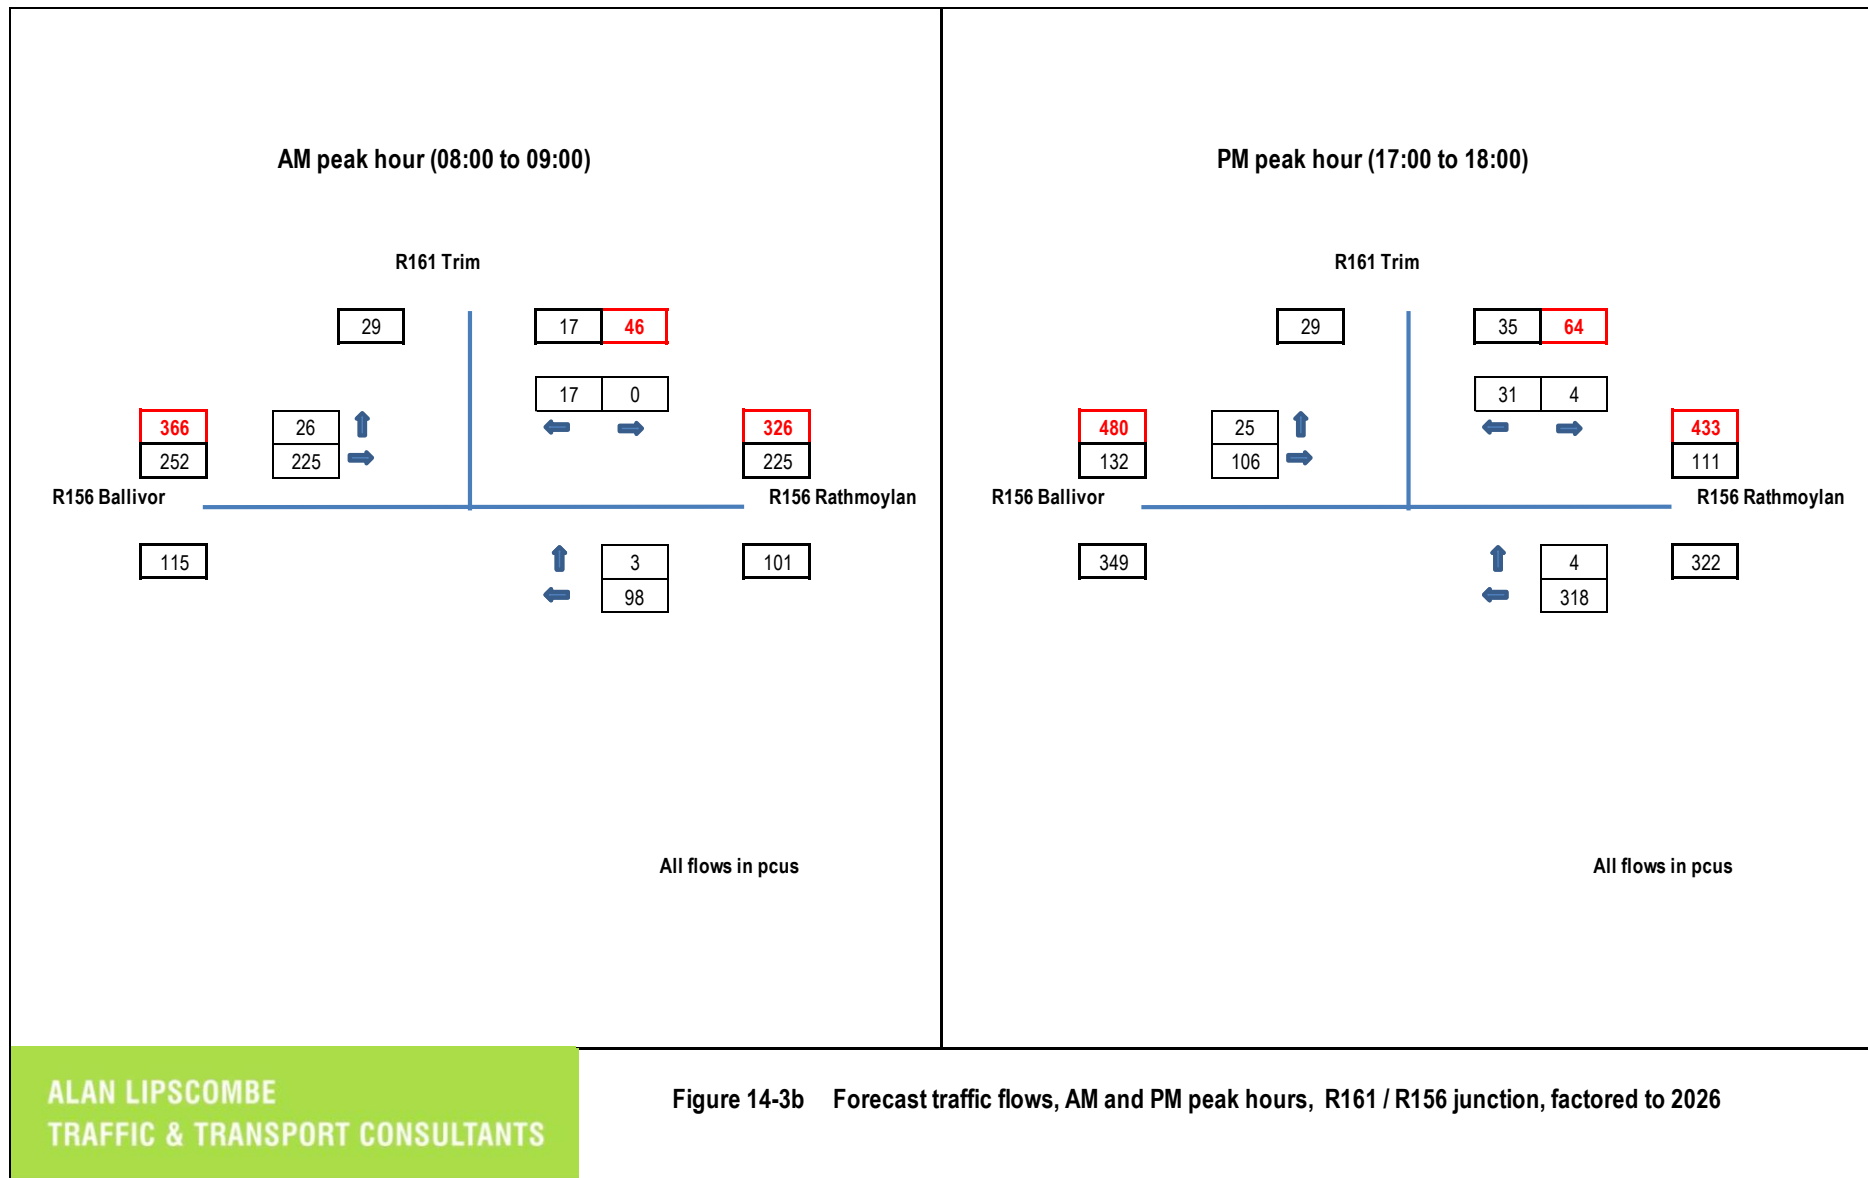 AM peak hour (08:00 to 09:00)
R161 Trim
29
17 46
17 0
366
26
326
252
225
225
R156 Ballivor
R156 Rathmoylan
115
3
101
98
All flows in pcus
PM peak hour (17:00 to 18:00)
R161 Trim
29
35 64
31 4
480
25
433
132
106
111
R156 Ballivor
R156 Rathmoylan
349
4
322
318
All flows in pcus
ALAN LIPSCOMBE
TRAFFIC & TRANSPORT CONSULTANTS
Figure 14-3b Forecast traffic flows, AM and PM peak hours, R161 / R156 junction, factored to 2026